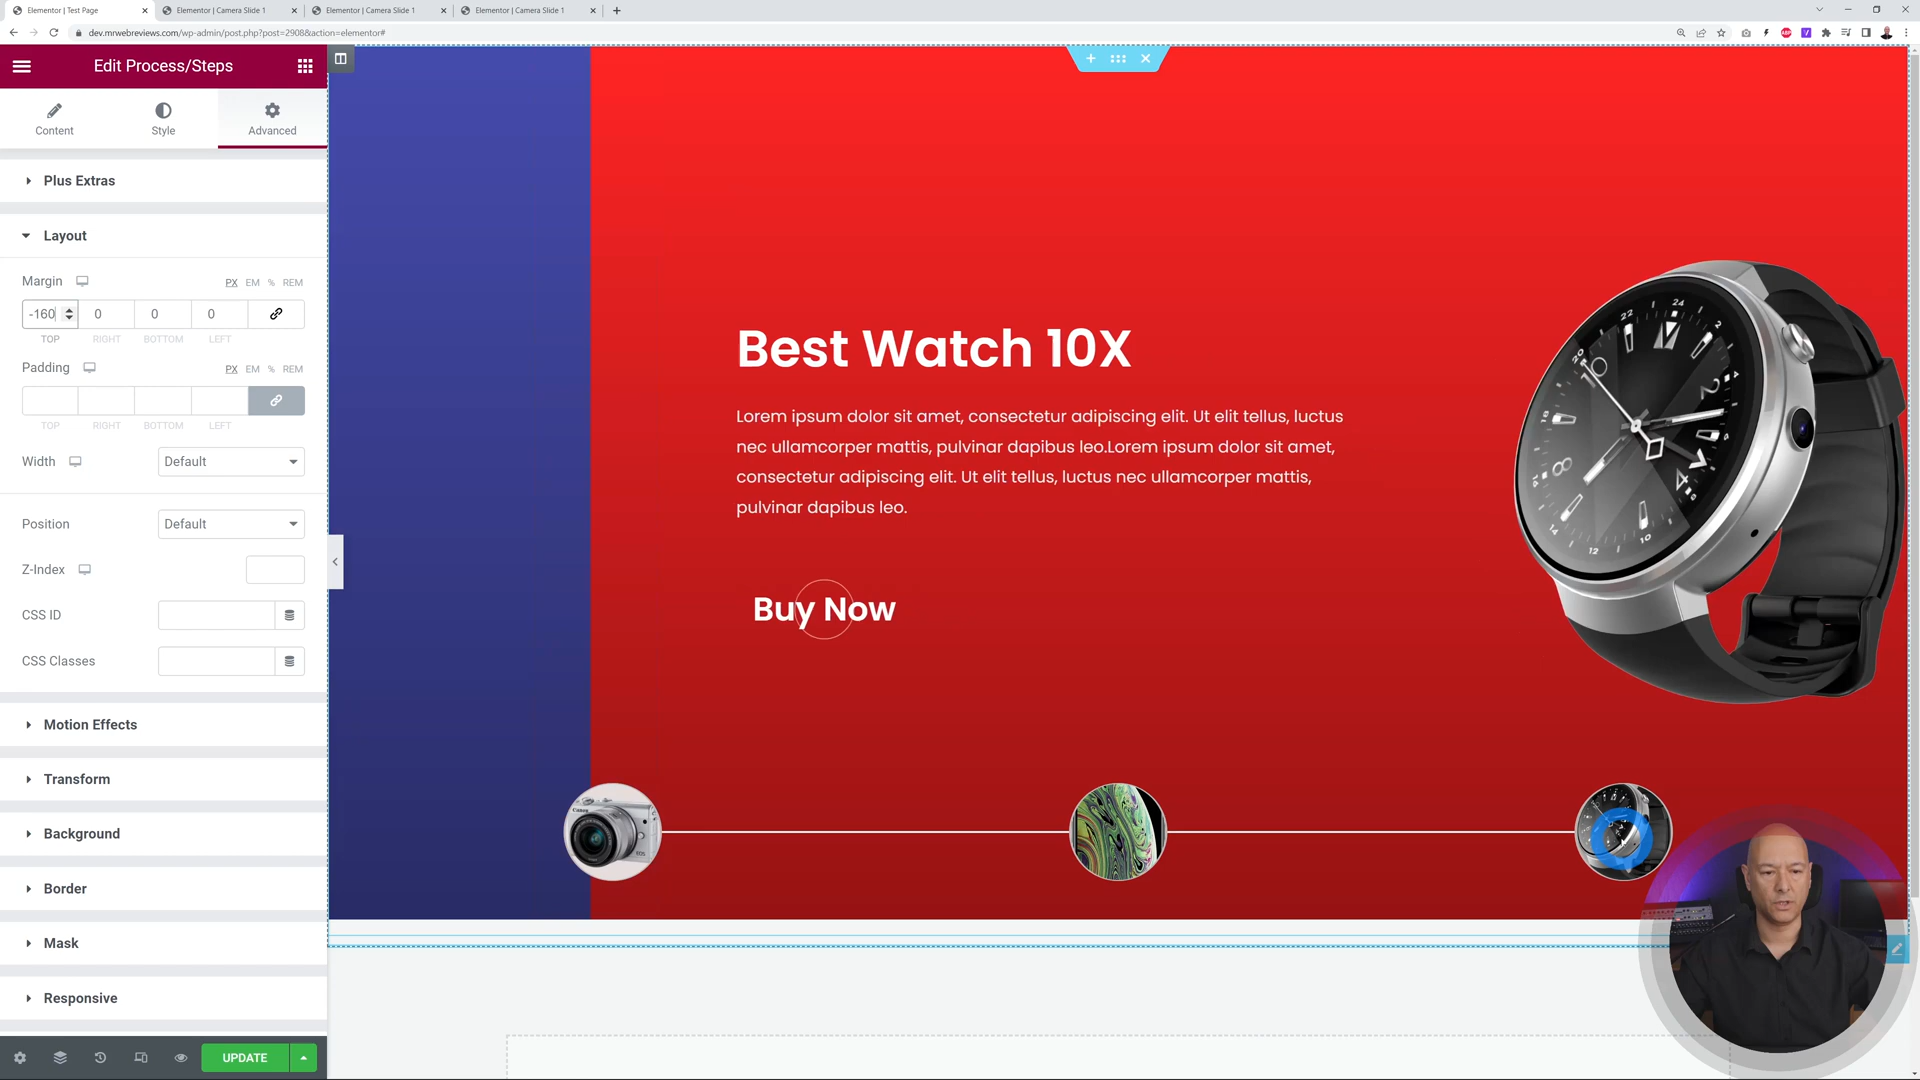 Elementor | Test Page
Elementor | Camera Slide 1
Elementor | Camera Slide 1
Elementor | Camera Slide 1
dev.mrwebreviews.com/wp-admin/post.php?post=2908&action=elementor#
Edit Process/Steps
Content
Style
Advanced
Plus Extras
Layout
Margin
PX EM % REM
-160 0 0 0
TOP RIGHT BOTTOM LEFT
Padding
PX EM % REM
TOP RIGHT BOTTOM LEFT
Width
Default
Position
Default
Z-Index
CSS ID
CSS Classes
Motion Effects
Transform
Background
Border
Mask
Responsive
UPDATE
Best Watch 10X
Lorem ipsum dolor sit amet, consectetur adipiscing elit. Ut elit tellus, luctus
nec ullamcorper mattis, pulvinar dapibus leo.Lorem ipsum dolor sit amet,
consectetur adipiscing elit. Ut elit tellus, luctus nec ullamcorper mattis,
pulvinar dapibus leo.
Buy Now